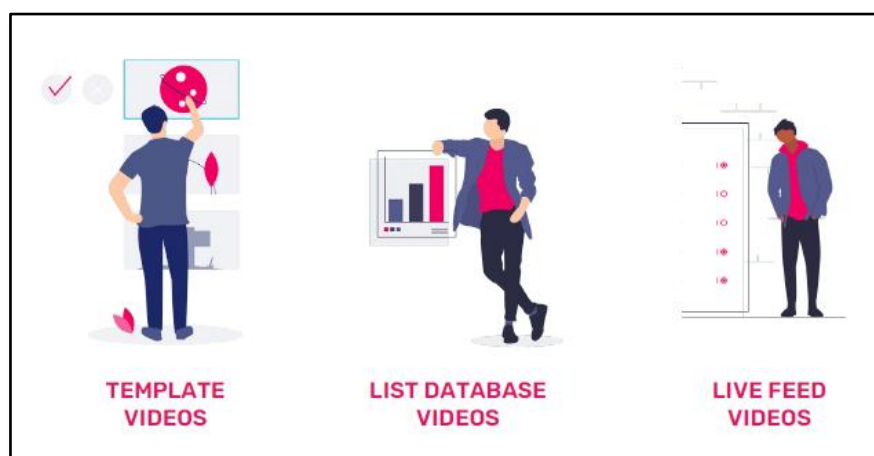 TEMPLATE
VIDEOS
LIST DATABASE
VIDEOS
LIVE FEED
VIDEOS